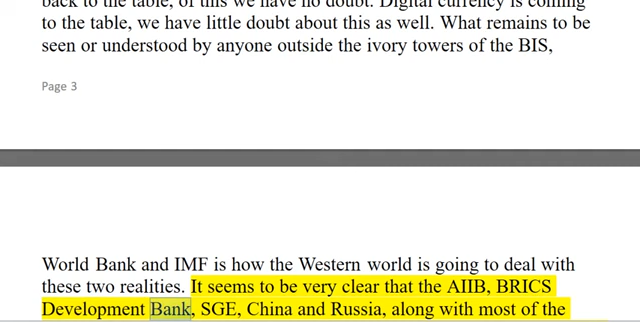 back to the table, of this we have no doubt. Digital currency is coming
to the table, we have little doubt about this as well. What remains to be
seen or understood by anyone outside the ivory towers of the BIS,
Page 3
World Bank and IMF is how the Western world is going to deal with
these two realities. It seems to be very clear that the AIIB, BRICS
Development Bank, SGE, China and Russia, along with most of the